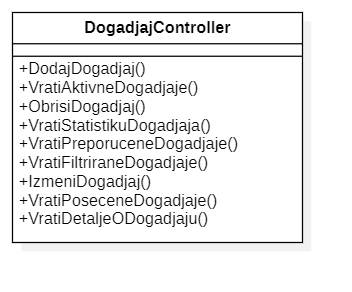 DogadjajController
+DodajDogadjaj()
+VratiAktivneDogadjaje()
+ObrisiDogadjaj()
+VratiStatistikuDogadjaja()
+VratiPreporuceneDogadjaje()
+VratiFiltriraneDogadjaje()
+IzmeniDogadjaj()
+VratiPoseceneDogadjaje()
+VratiDetaljeODogadjaju()